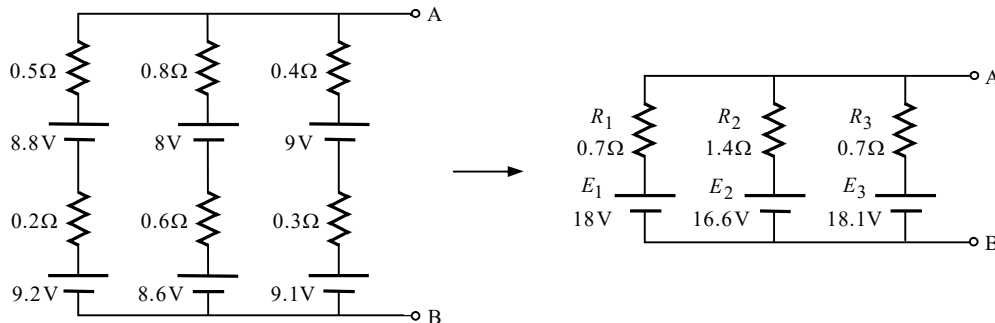 A
0.5Ω 0.8Ω 0.4Ω
8.8V 8V 9V
0.2Ω 0.6Ω 0.3Ω
9.2V 8.6V 9.1V
B
A
R1 R2 R3
0.7Ω 1.4Ω 0.7Ω
E1 E2 E3
18V 16.6V 18.1V
B